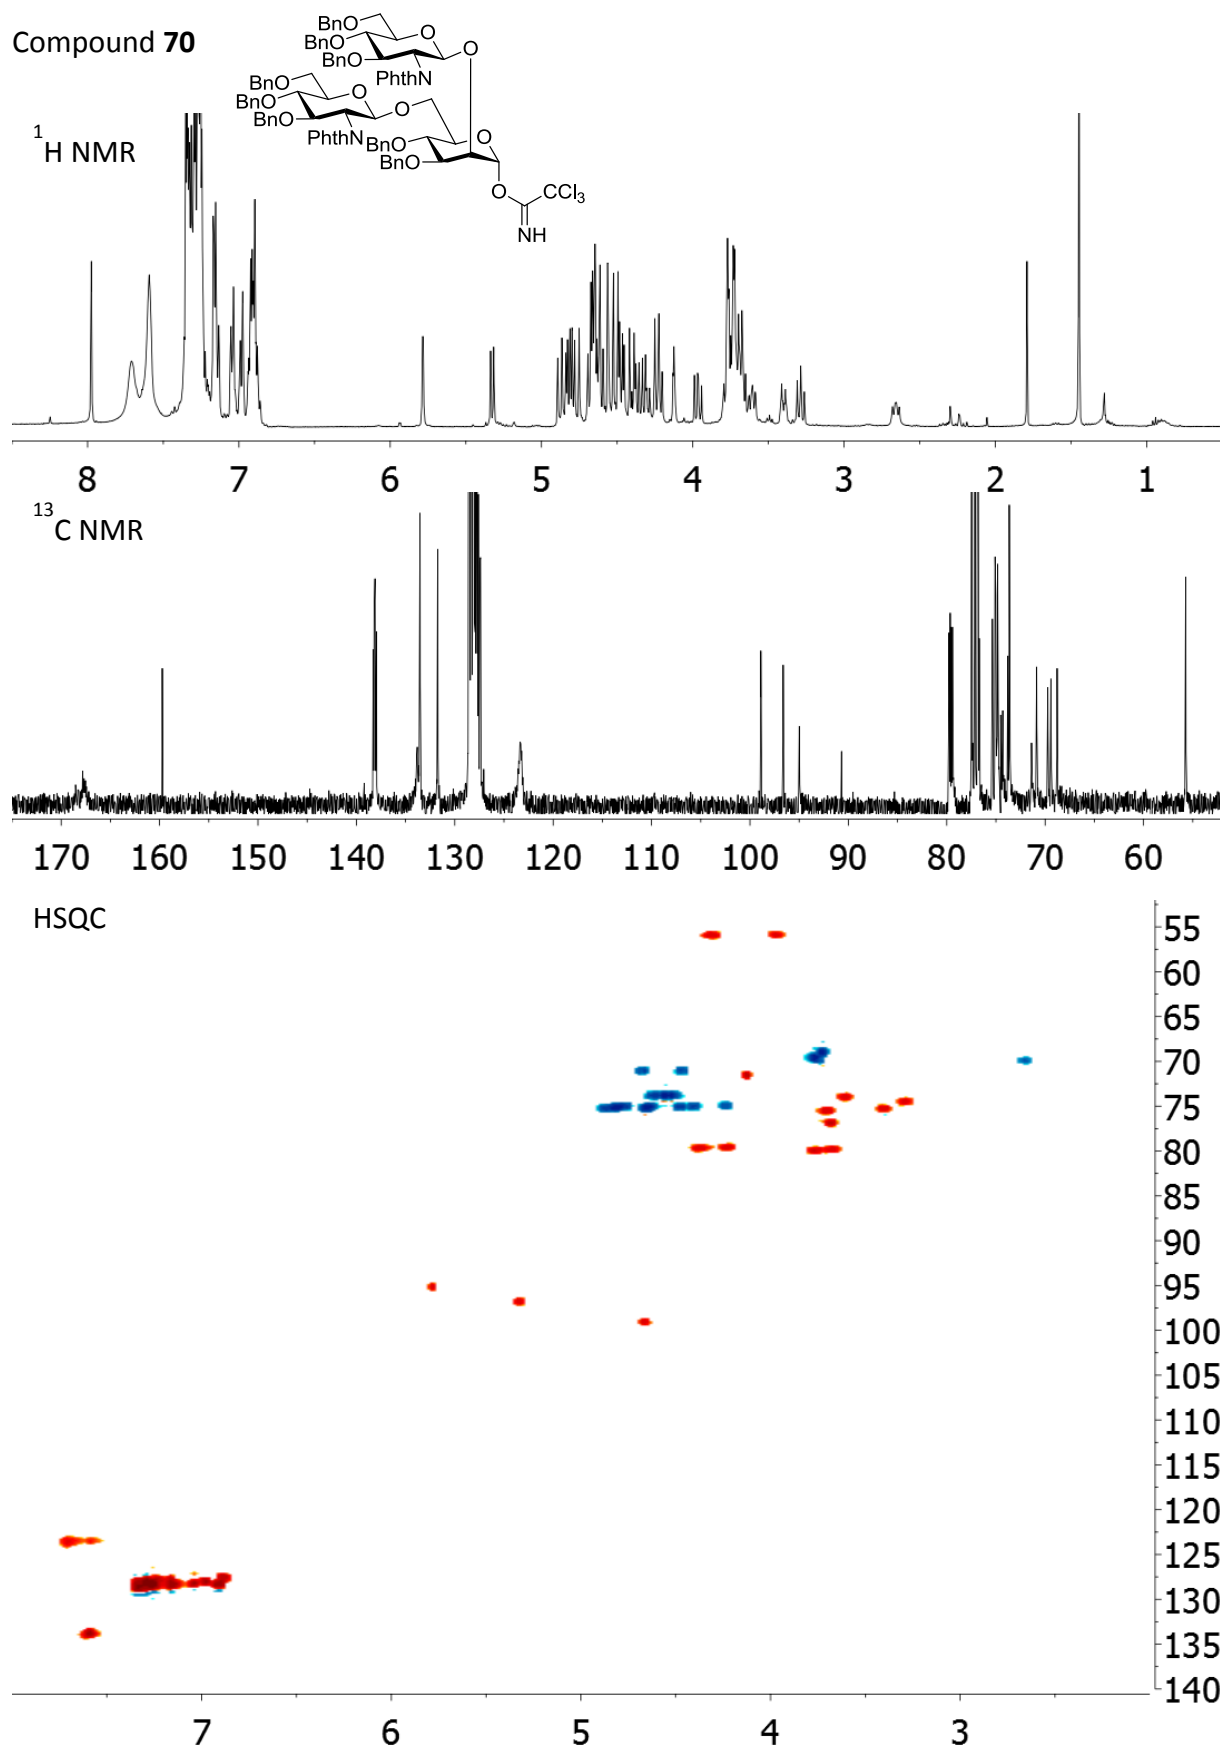 Compound 70
BnO
BnO
BnO
O
O
PhthN
BnO
BnO
BnO
O
O
PhthN
BnO
BnO
O
O
CCl3
NH
1H NMR
8 7 6 5 4 3 2 1
13C NMR
170 160 150 140 130 120 110 100 90 80 70 60
HSQC
55
60
65
70
75
80
85
90
95
100
105
110
115
120
125
130
135
140
7 6 5 4 3